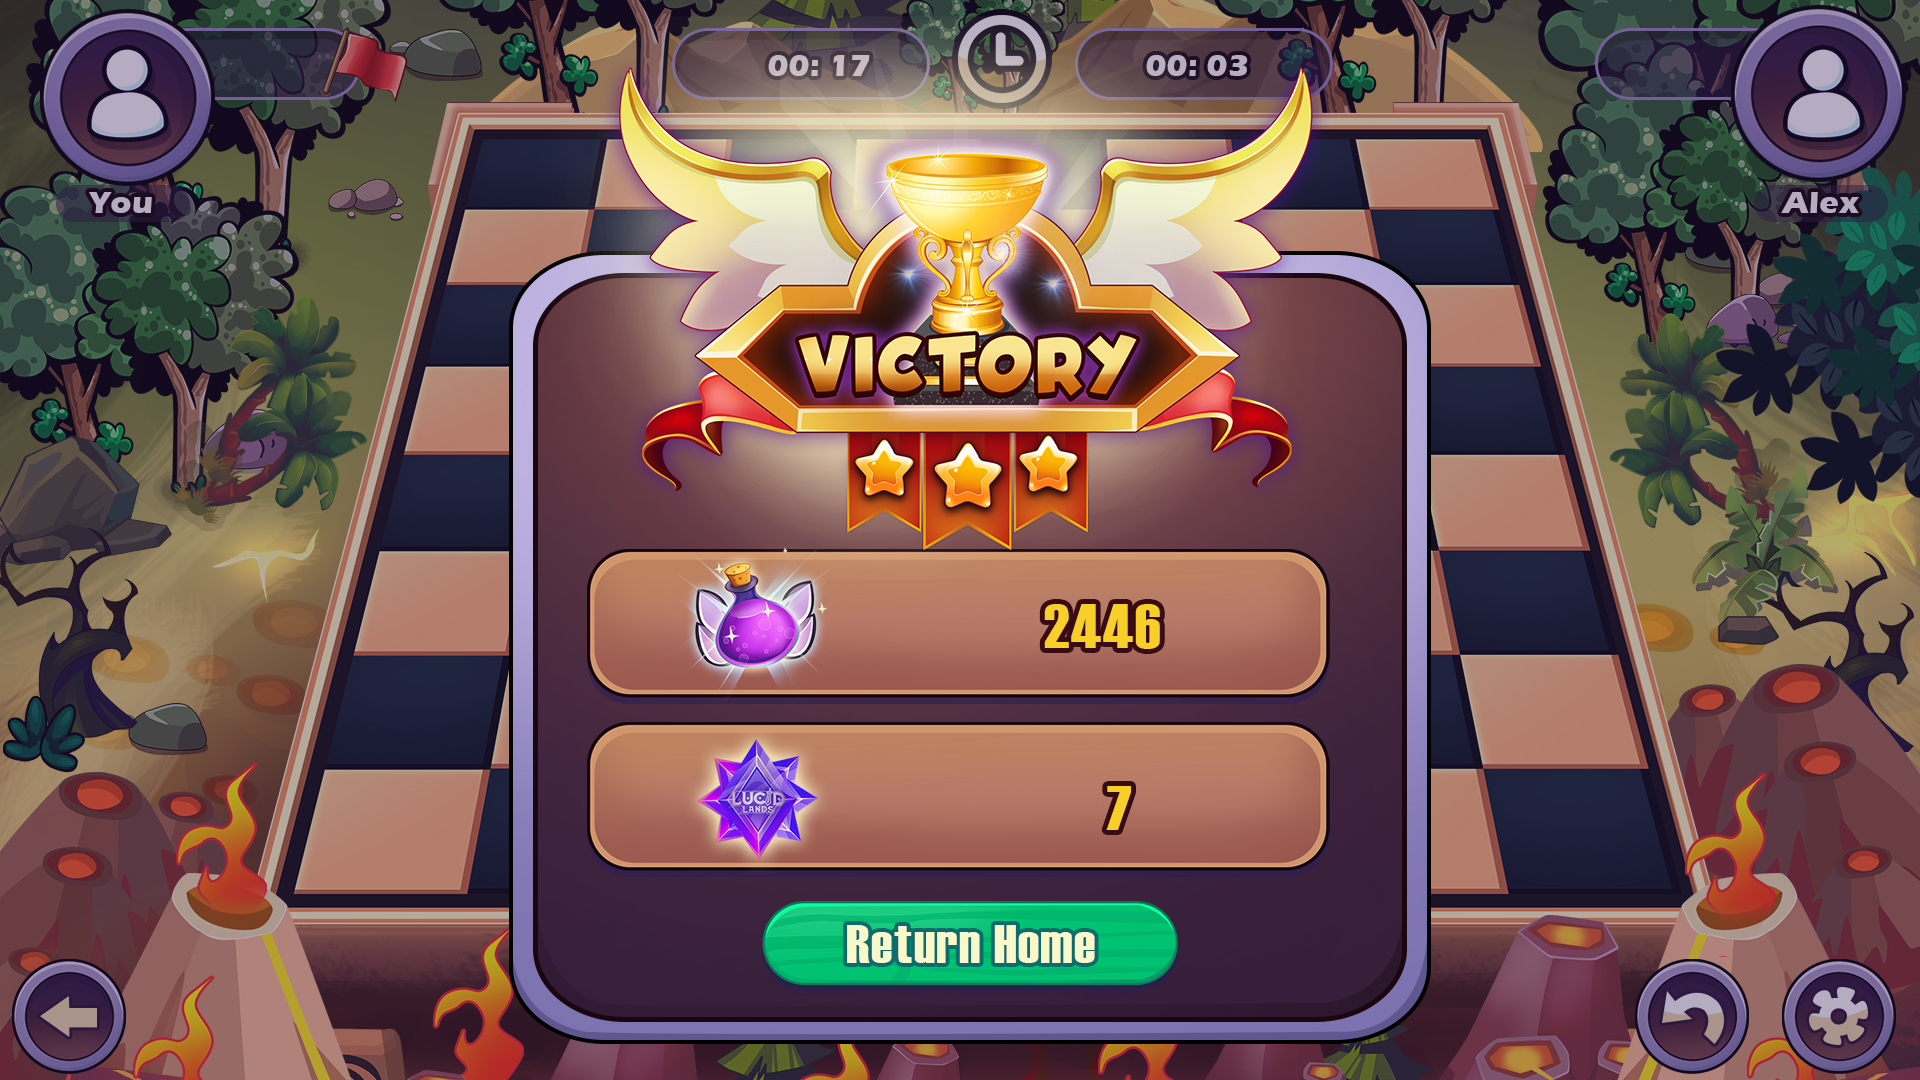 00: 17
00: 03
You
Alex
VICTORY
2446
LUCID
LANDS
7
Return Home